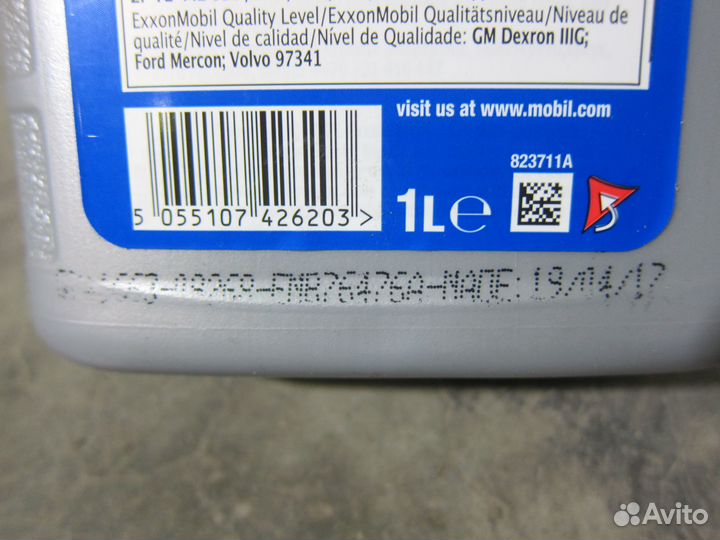 ExxonMobil Quality Level/ExxonMobil Qualitätsniveau/Niveau de
qualité/Nivel de calidad/Nível de Qualidade: GM Dexron IIIG;
Ford Mercon; Volvo 97341
visit us at www.mobil.com
823711A
5 055107 426203 >
1L℮
MADE: 19/04/17
Avito